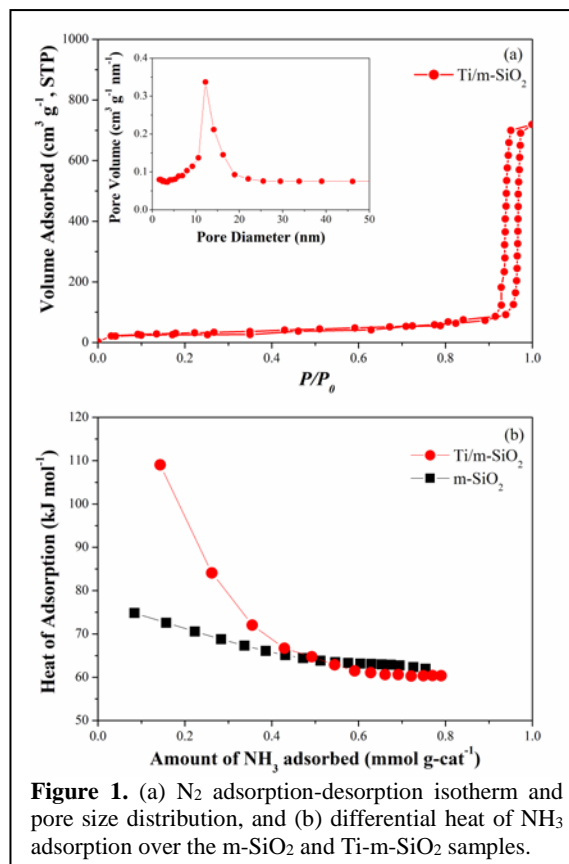 (a)
Ti/m-SiO₂
Volume Adsorbed (cm³ g⁻¹, STP)
1000
800
600
400
200
0
0.0 0.2 0.4 0.6 0.8 1.0
P/P₀
Pore Volume (cm³ g⁻¹ nm⁻¹)
0.4
0.3
0.2
0.1
0.0
0 10 20 30 40 50
Pore Diameter (nm)
(b)
Ti/m-SiO₂
m-SiO₂
Heat of Adsorption (kJ mol⁻¹)
120
110
100
90
80
70
60
50
0.0 0.2 0.4 0.6 0.8 1.0
Amount of NH₃ adsorbed (mmol g-cat⁻¹)
Figure 1. (a) N₂ adsorption-desorption isotherm and
pore size distribution, and (b) differential heat of NH₃
adsorption over the m-SiO₂ and Ti-m-SiO₂ samples.